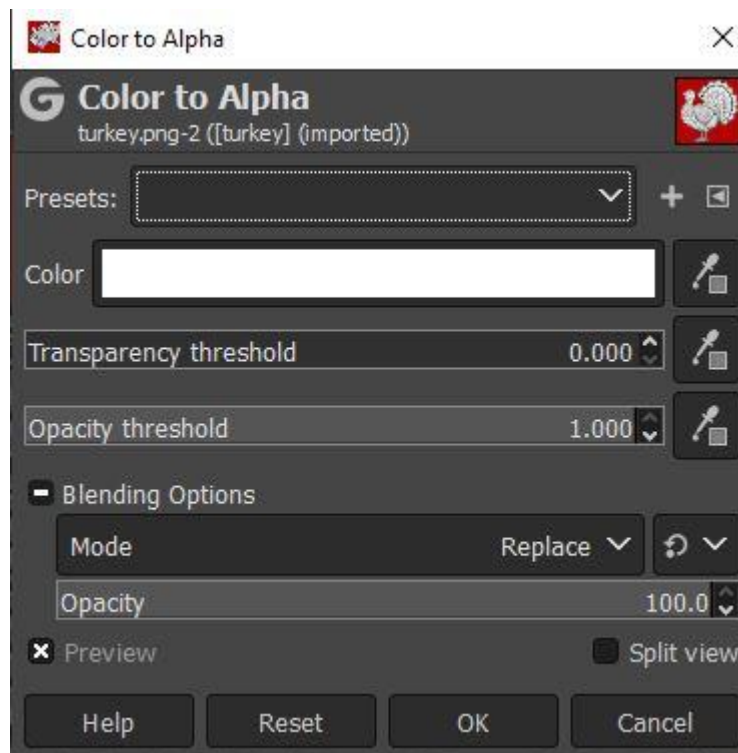 Color to Alpha
Color to Alpha
turkey.png-2 ([turkey] (imported))
Presets:
Color
Transparency threshold 0.000
Opacity threshold 1.000
Blending Options
Mode Replace
Opacity 100.0
Preview Split view
Help Reset OK Cancel